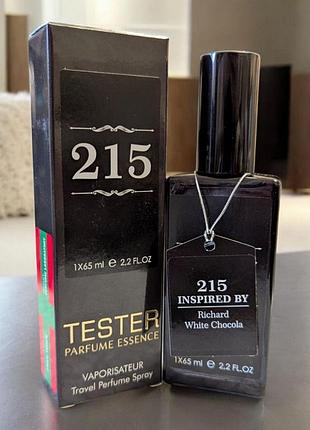 215
1X65 ml ℮ 2,2 FL.OZ
TESTER
PARFUME ESSENCE
VAPORISATEUR
Travel Perfume Spray
215
INSPIRED BY
Richard
White Chocola
1X65 ml ℮ 2.2 FL.OZ